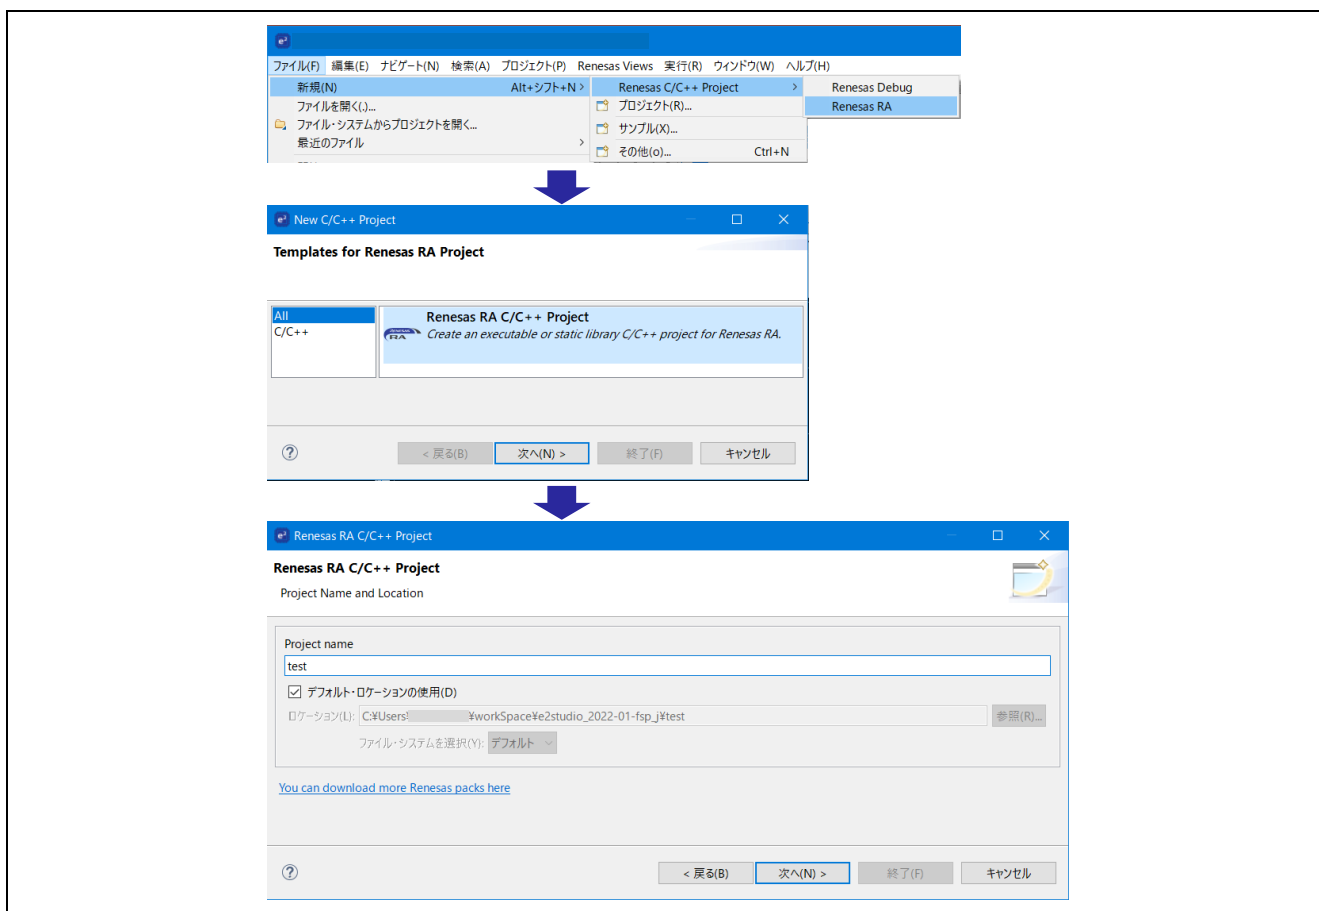 e²
ファイル(F) 編集(E) ナビゲート(N) 検索(A) プロジェクト(P) Renesas Views 実行(R) ウィンドウ(W) ヘルプ(H)
新規(N) Alt+シフト+N > Renesas C/C++ Project > Renesas Debug
ファイルを開く(.)... プロジェクト(R)... Renesas RA
ファイル・システムからプロジェクトを開く... サンプル(X)...
最近のファイル > その他(o)... Ctrl+N
e² New C/C++ Project
Templates for Renesas RA Project
All
C/C++
Renesas RA C/C++ Project
RENESAS RA Create an executable or static library C/C++ project for Renesas RA.
? < 戻る(B) 次へ(N) > 終了(F) キャンセル
e² Renesas RA C/C++ Project
Renesas RA C/C++ Project
Project Name and Location
Project name
test
デフォルト・ロケーションの使用(D)
ロケーション(L): C:¥Users¥ ¥workSpace¥e2studio_2022-01-fsp_j¥test 参照(R)...
ファイル・システムを選択(Y): デフォルト
You can download more Renesas packs here
? < 戻る(B) 次へ(N) > 終了(F) キャンセル